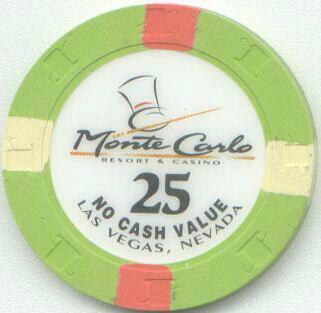 Monte Carlo
RESORT & CASINO
25
NO CASH VALUE
LAS VEGAS, NEVADA